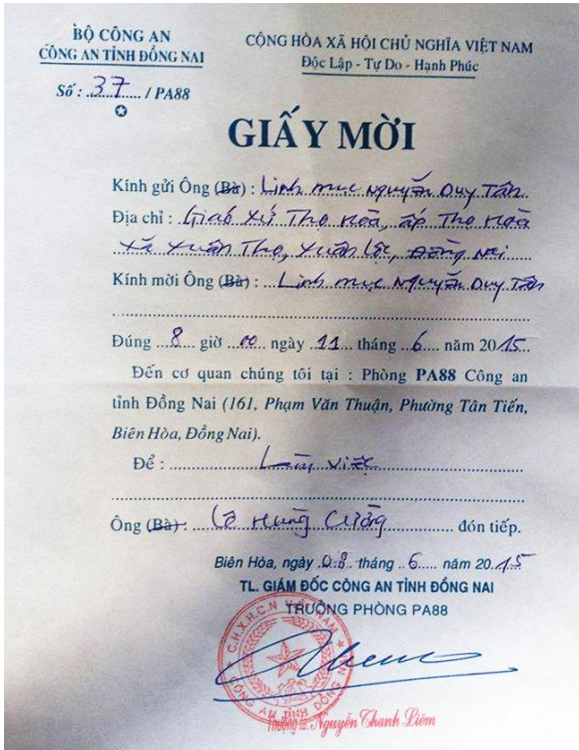 BỘ CÔNG AN
CÔNG AN TỈNH ĐỒNG NAI
Số : 37 / PA88
CỘNG HÒA XÃ HỘI CHỦ NGHĨA VIỆT NAM
Độc Lập - Tự Do - Hạnh Phúc
GIẤY MỜI
Kính gửi Ông (Bà) : Linh mục Nguyễn Duy Tân
Địa chỉ : Giáo Xứ Thọ Hoà, ấp Thọ Hoà
Xã Xuân Thọ, Xuân Lộc, Đồng Nai
Kính mời Ông (Bà) : Linh mục Nguyễn Duy Tân
Đúng 8 giờ 00 ngày 11 tháng 6 năm 2015
Đến cơ quan chúng tôi tại : Phòng PA88 Công an
tỉnh Đồng Nai (161, Phạm Văn Thuận, Phường Tân Tiến,
Biên Hòa, Đồng Nai).
Để : Làm việc
Ông (Bà) : Lê Hùng Cường đón tiếp.
Biên Hòa, ngày 08 tháng 6 năm 2015
TL. GIÁM ĐỐC CÔNG AN TỈNH ĐỒNG NAI
TRƯỞNG PHÒNG PA88
C.H.X.H.C.N VIỆT NAM
CÔNG AN TỈNH ĐỒNG
Nguyễn Thanh Liêm